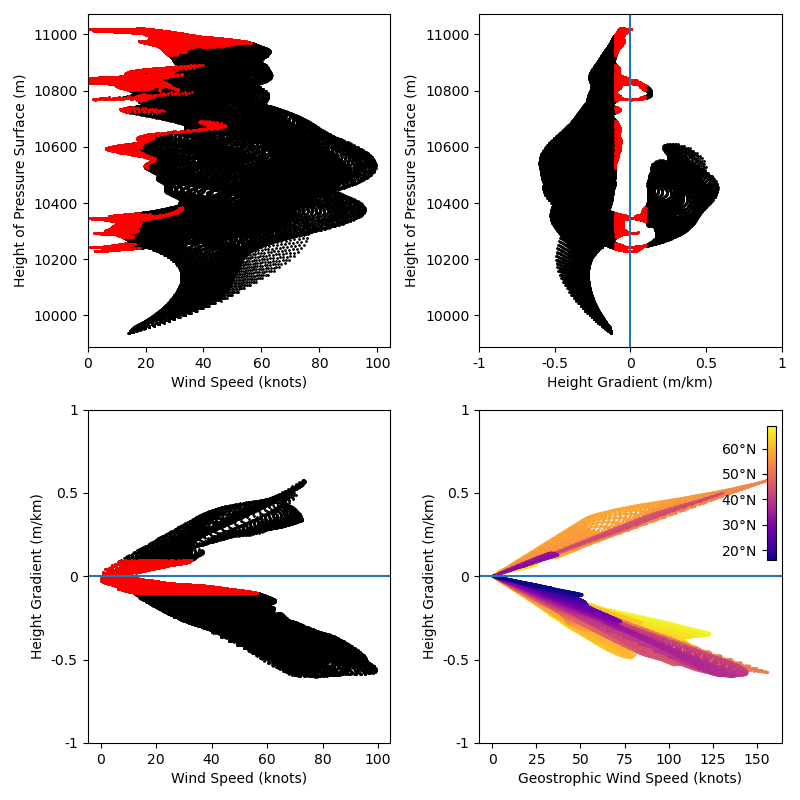 11000
10800
10600
10400
10200
10000
Height of Pressure Surface (m)
0 20 40 60 80 100
Wind Speed (knots)
11000
10800
10600
10400
10200
10000
Height of Pressure Surface (m)
-1 -0.5 0 0.5 1
Height Gradient (m/km)
1
0.5
0
-0.5
-1
Height Gradient (m/km)
0 20 40 60 80 100
Wind Speed (knots)
1
0.5
0
-0.5
-1
Height Gradient (m/km)
60°N
50°N
40°N
30°N
20°N
0 25 50 75 100 125 150
Geostrophic Wind Speed (knots)